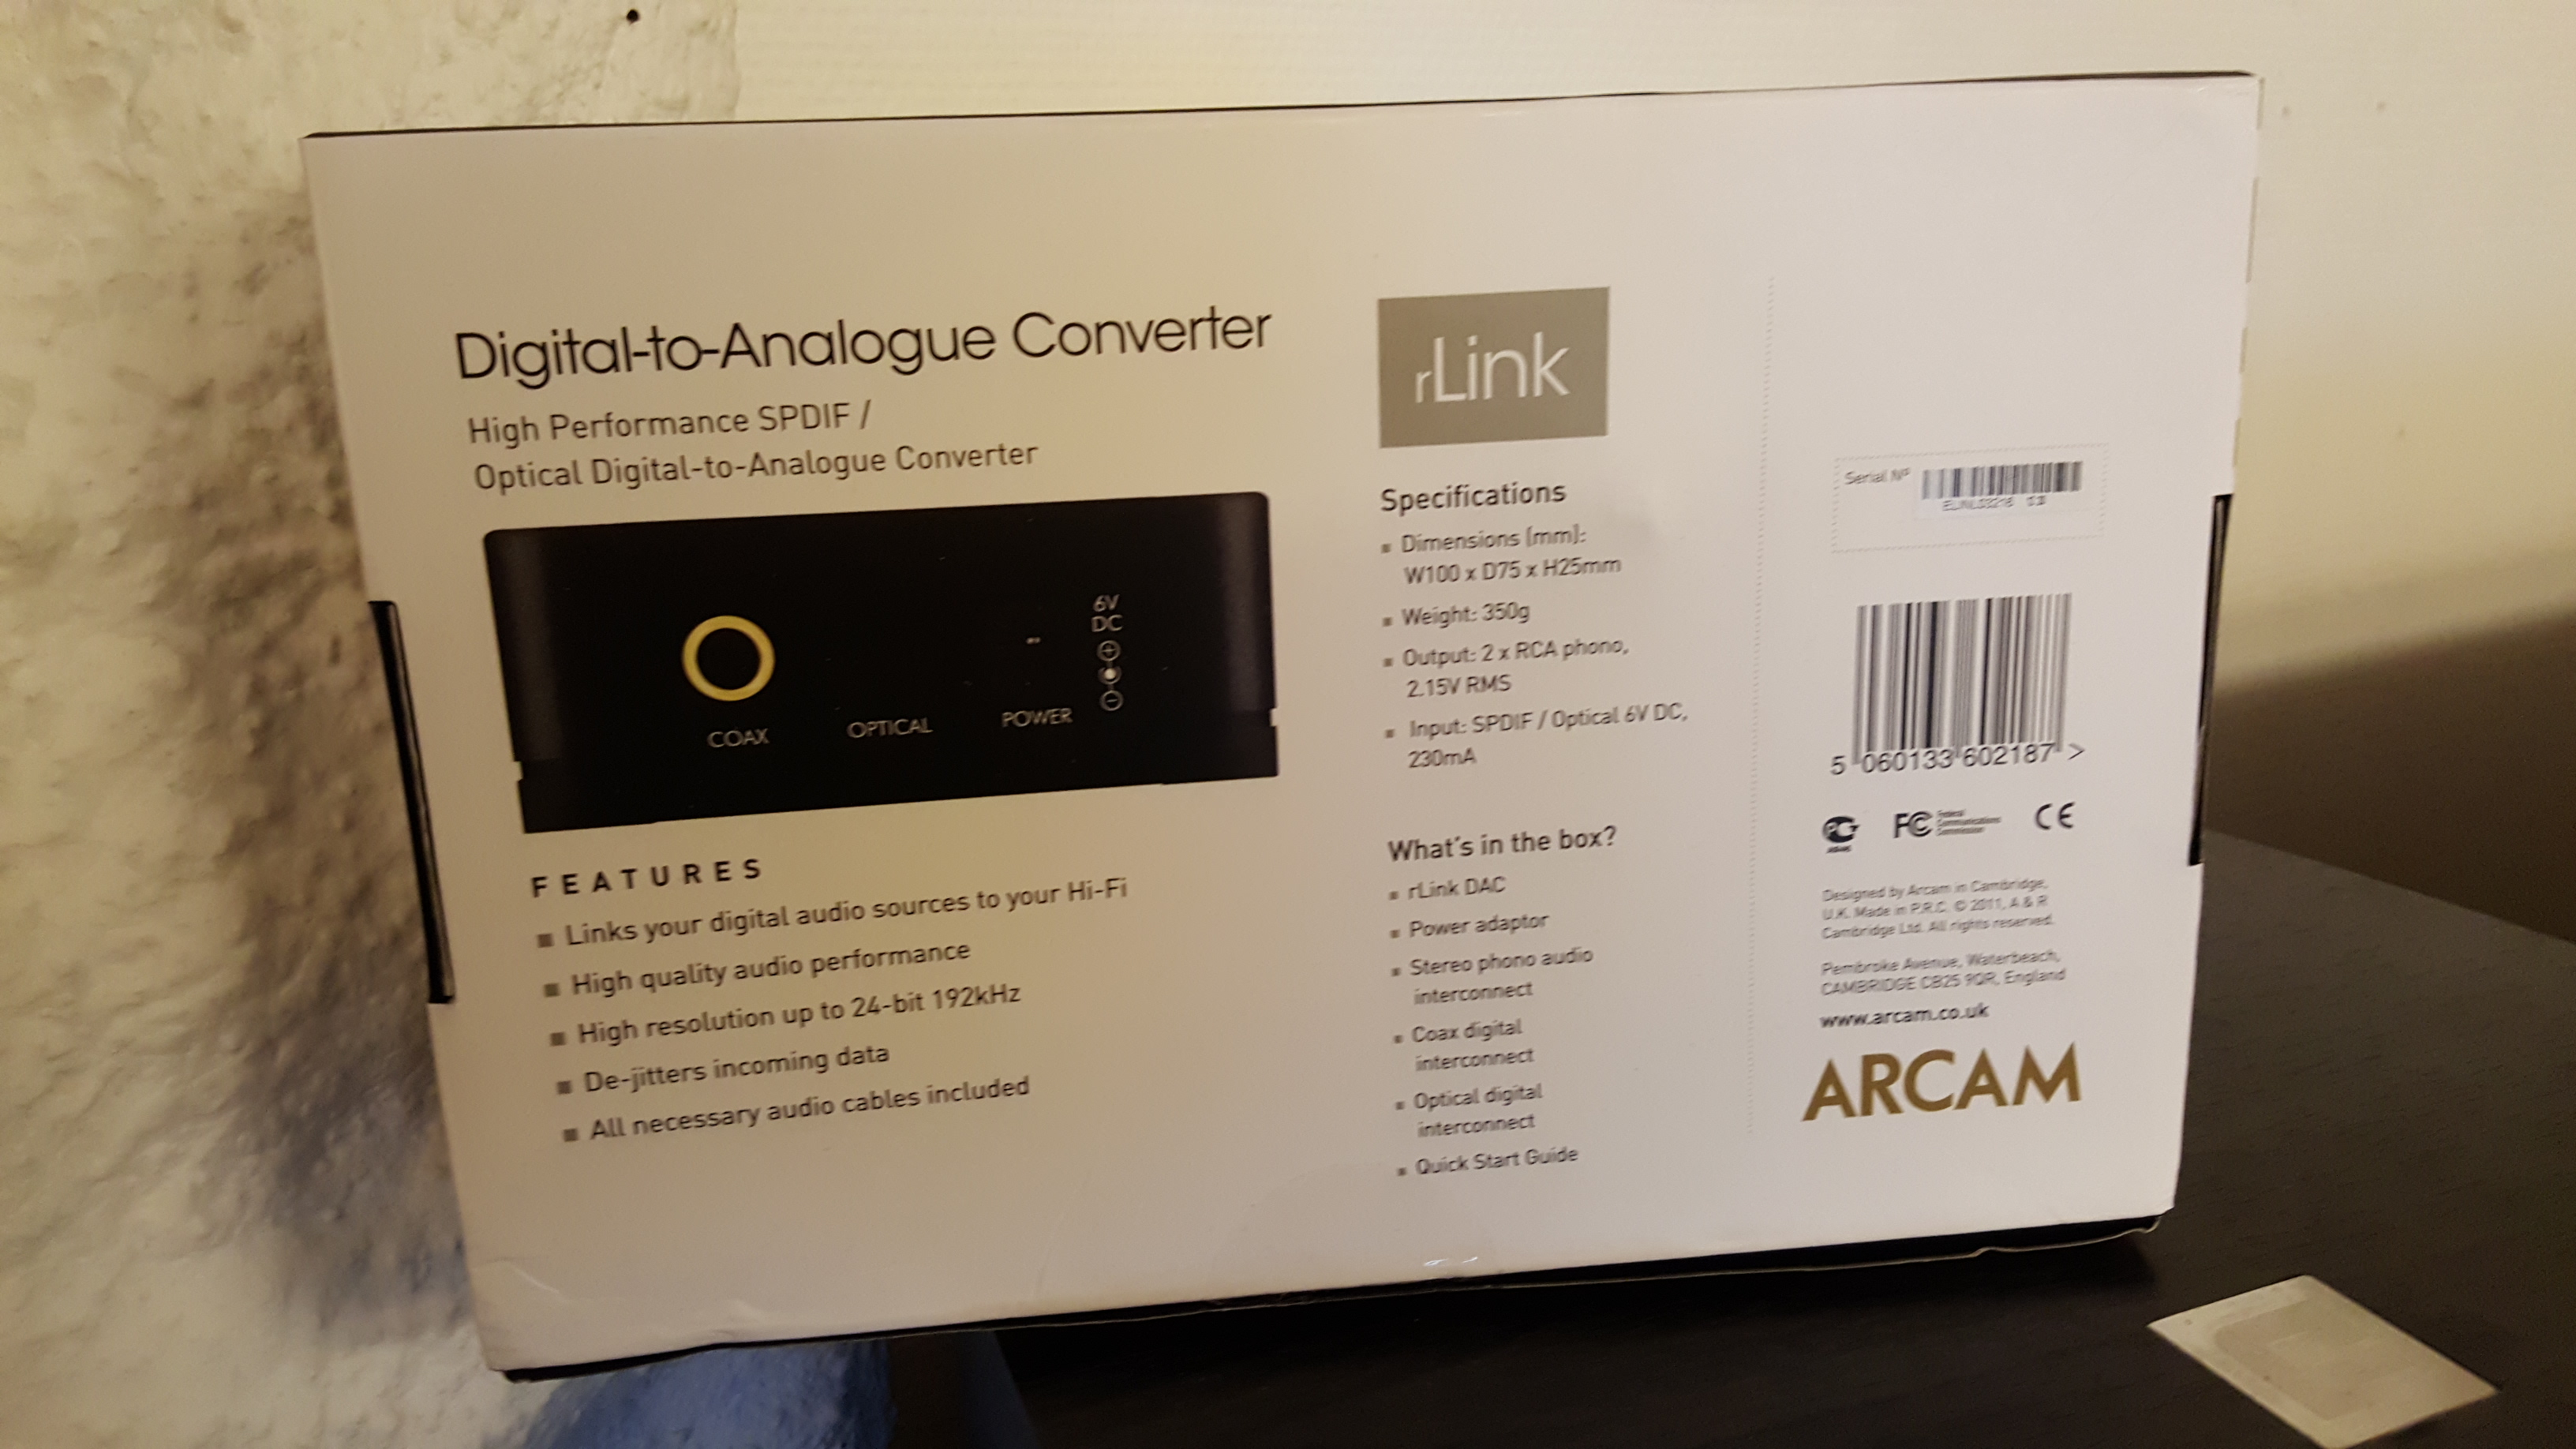 Digital-to-Analogue Converter
High Performance SPDIF /
Optical Digital-to-Analogue Converter
6V
DC
COAX
OPTICAL
POWER
FEATURES
Links your digital audio sources to your Hi-Fi
High quality audio performance
High resolution up to 24-bit 192kHz
De-jitters incoming data
All necessary audio cables included
rLink
Specifications
Dimensions (mm):
W100 x D75 x H25mm
Weight: 350g
Output: 2 x RCA phono,
2.15V RMS
Input: SPDIF / Optical 6V DC,
230mA
What's in the box?
rLink DAC
Power adaptor
Stereo phono audio
interconnect
Coax digital
interconnect
Optical digital
interconnect
Quick Start Guide
Serial Nº
5 060133 602187 >
FC Federal
Communications
Commission
CE
Designed by Arcam in Cambridge,
U.K. Made in P.R.C. © 2011, A & R
Cambridge Ltd. All rights reserved.
Pembroke Avenue, Waterbeach,
CAMBRIDGE CB25 9QR, England
www.arcam.co.uk
ARCAM